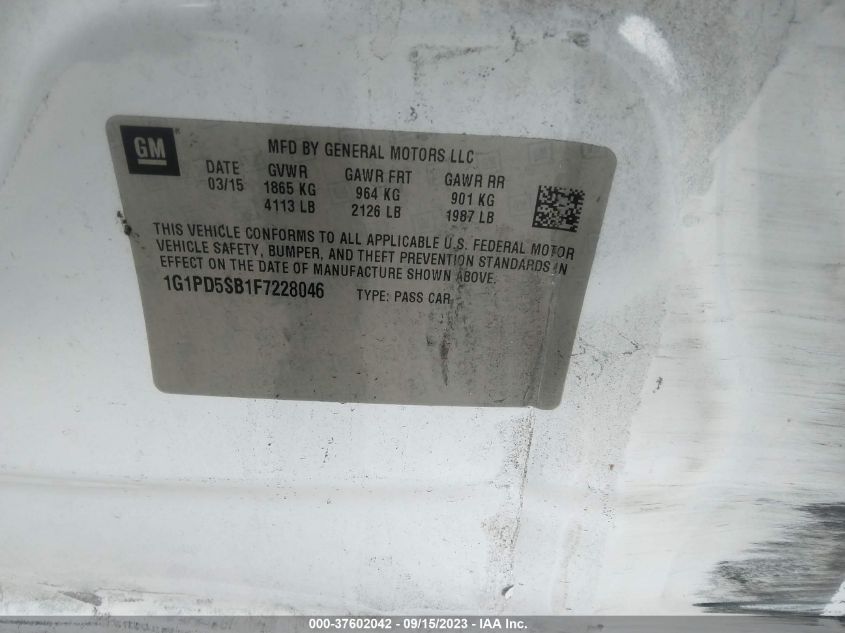 GM
MFD BY GENERAL MOTORS LLC
DATE GVWR GAWR FRT GAWR RR
03/15 1865 KG 964 KG 901 KG
4113 LB 2126 LB 1987 LB
THIS VEHICLE CONFORMS TO ALL APPLICABLE U.S. FEDERAL MOTOR
VEHICLE SAFETY, BUMPER, AND THEFT PREVENTION STANDARDS IN
EFFECT ON THE DATE OF MANUFACTURE SHOWN ABOVE.
1G1PD5SB1F7228046 TYPE: PASS CAR
000-37602042 - 09/15/2023 - IAA Inc.